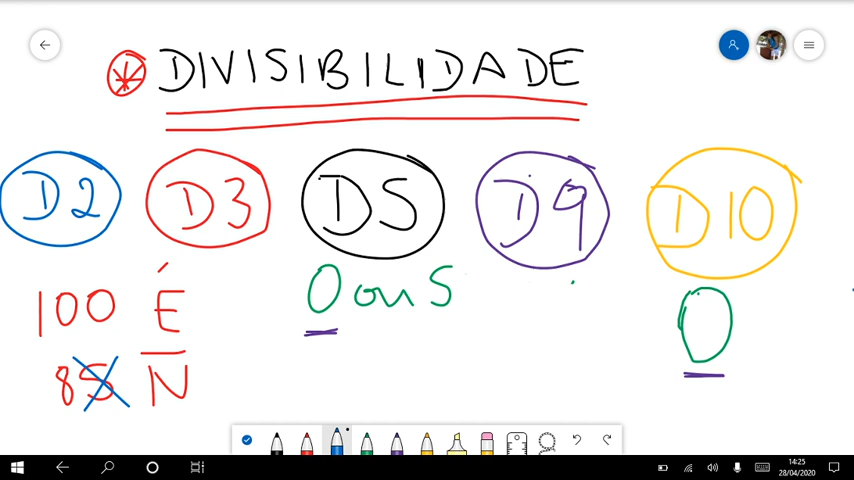 DIVISIBILIDADE
D2 D3 D5 D9 D10
100 É
0 ou 5
0
85 N
14:25
28/04/2020